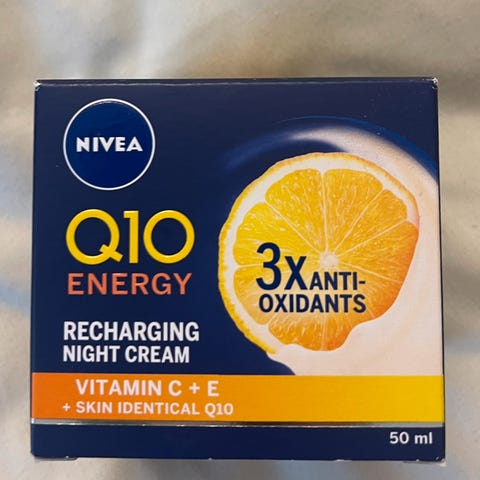 NIVEA
Q10
ENERGY
3X ANTI-
OXIDANTS
RECHARGING
NIGHT CREAM
VITAMIN C + E
+ SKIN IDENTICAL Q10
50 ml